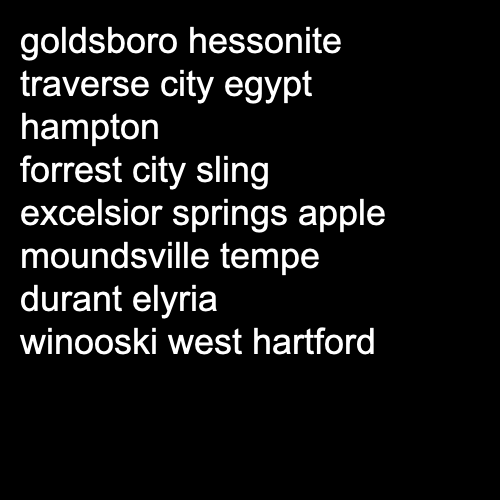 goldsboro hessonite
traverse city egypt
hampton
forrest city sling
excelsior springs apple
moundsville tempe
durant elyria
winooski west hartford